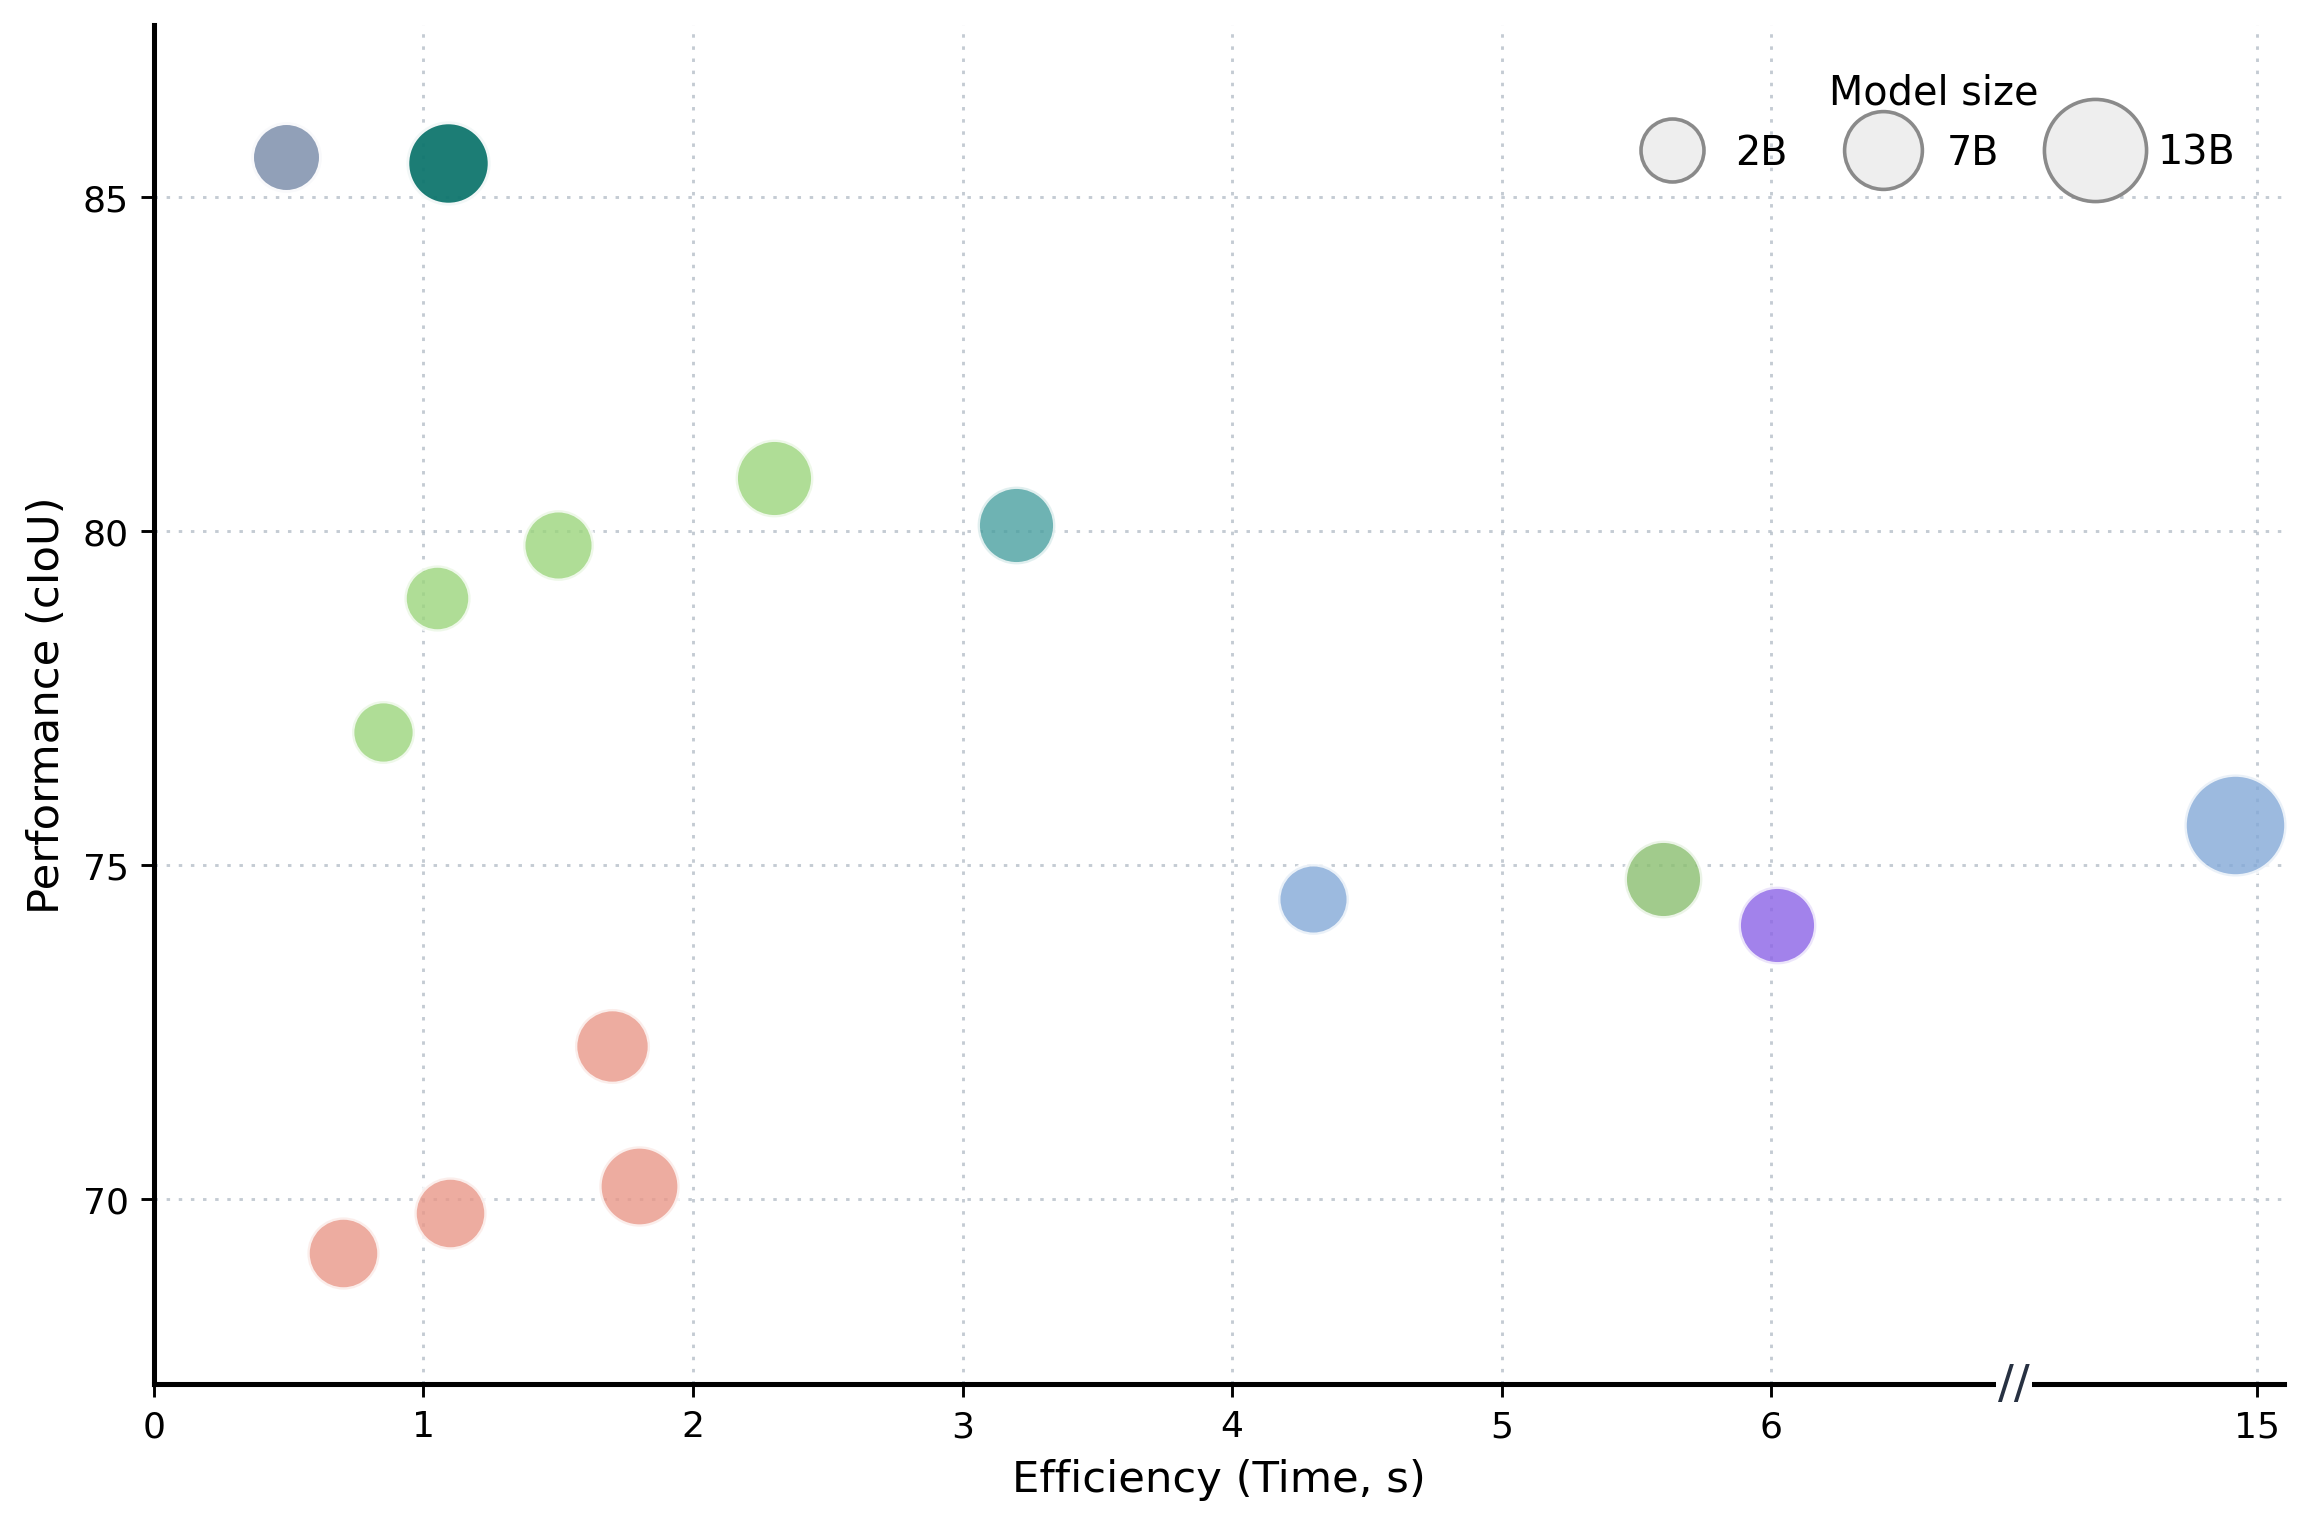 Model size
2B 7B 13B
85
80
75
70
Performance (cIoU)
0 1 2 3 4 5 6 // 15
Efficiency (Time, s)